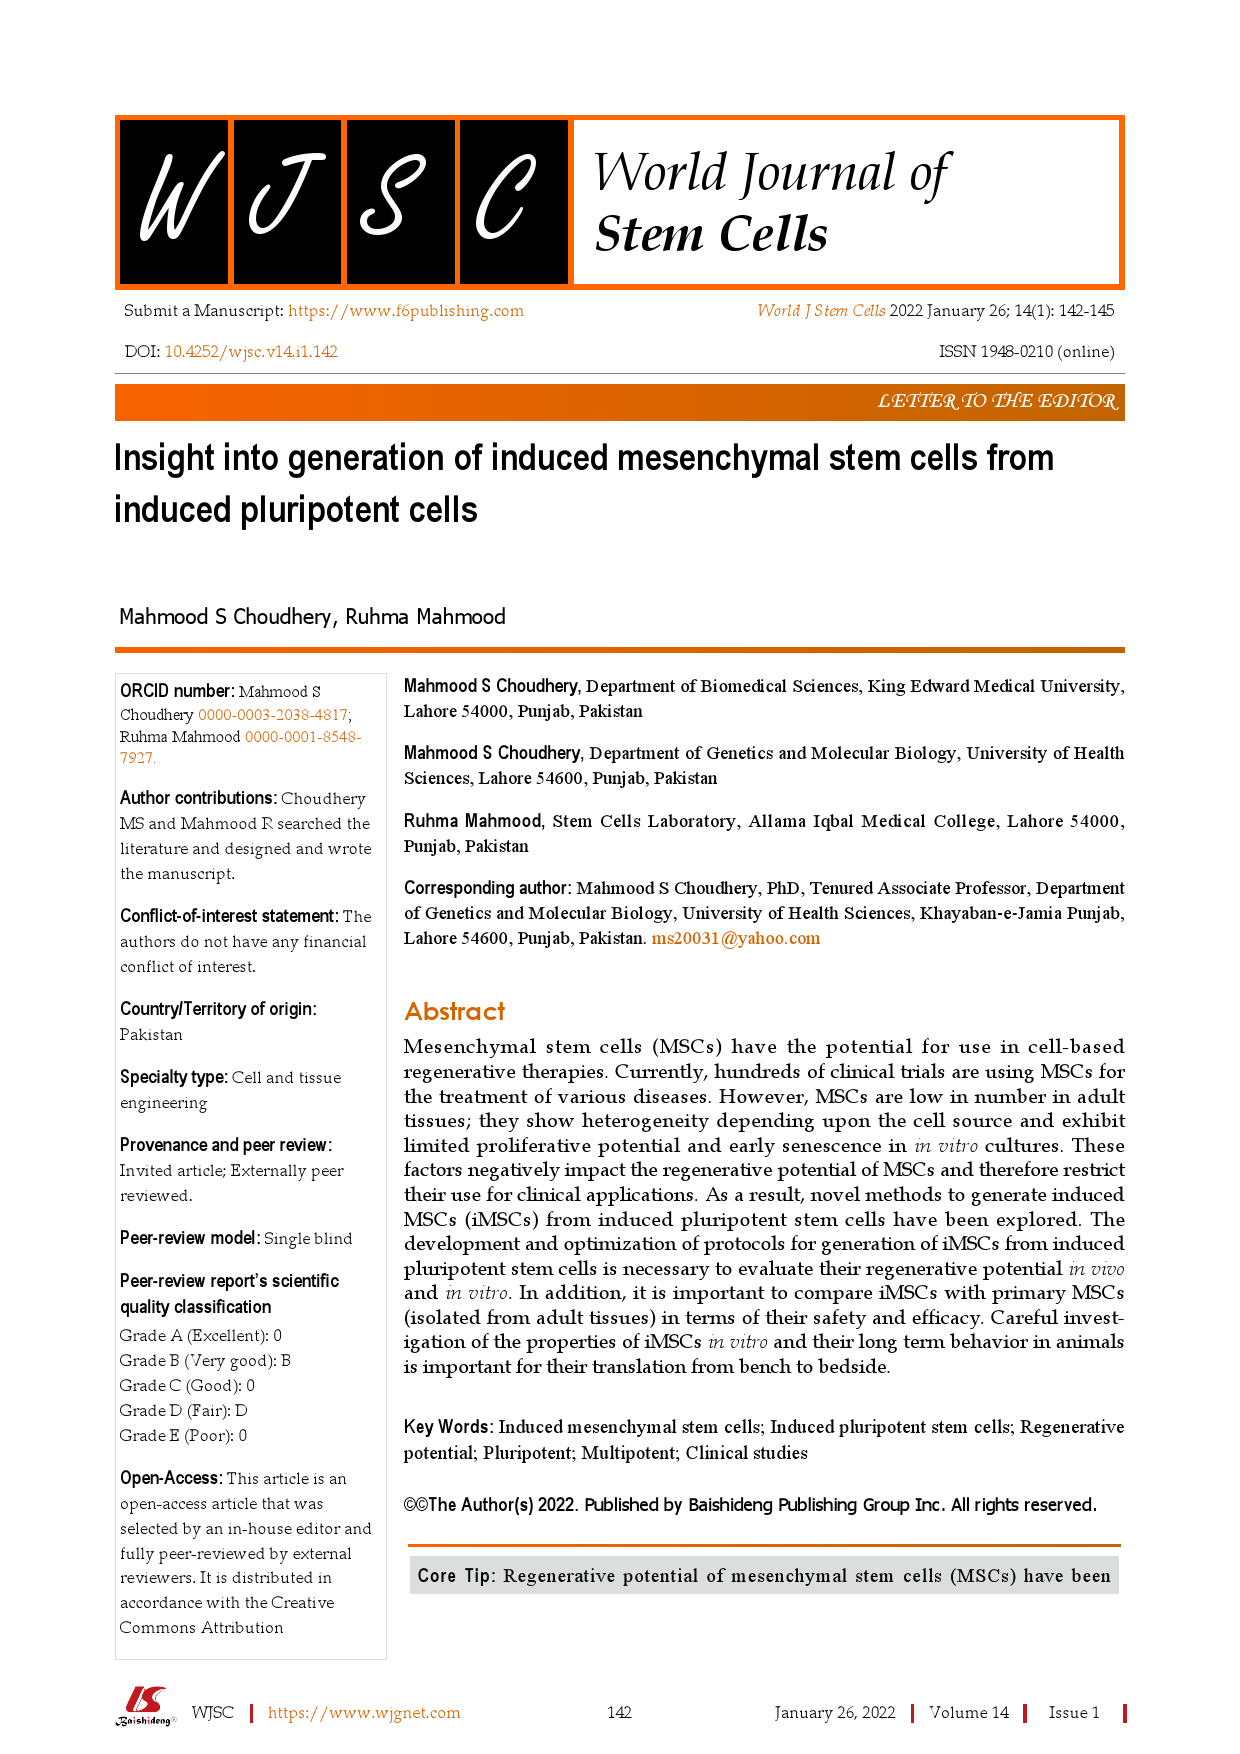 W J S C
World Journal of
Stem Cells
Submit a Manuscript: https://www.f6publishing.com
World J Stem Cells 2022 January 26; 14(1): 142-145
DOI: 10.4252/wjsc.v14.i1.142
ISSN 1948-0210 (online)
LETTER TO THE EDITOR
Insight into generation of induced mesenchymal stem cells from
induced pluripotent cells
Mahmood S Choudhery, Ruhma Mahmood
ORCID number: Mahmood S
Choudhery 0000-0003-2038-4817;
Ruhma Mahmood 0000-0001-8548-
7927.
Author contributions: Choudhery
MS and Mahmood R searched the
literature and designed and wrote
the manuscript.
Conflict-of-interest statement: The
authors do not have any financial
conflict of interest.
Country/Territory of origin:
Pakistan
Specialty type: Cell and tissue
engineering
Provenance and peer review:
Invited article; Externally peer
reviewed.
Peer-review model: Single blind
Peer-review report's scientific
quality classification
Grade A (Excellent): 0
Grade B (Very good): B
Grade C (Good): 0
Grade D (Fair): D
Grade E (Poor): 0
Open-Access: This article is an
open-access article that was
selected by an in-house editor and
fully peer-reviewed by external
reviewers. It is distributed in
accordance with the Creative
Commons Attribution
Mahmood S Choudhery, Department of Biomedical Sciences, King Edward Medical University,
Lahore 54000, Punjab, Pakistan
Mahmood S Choudhery, Department of Genetics and Molecular Biology, University of Health
Sciences, Lahore 54600, Punjab, Pakistan
Ruhma Mahmood, Stem Cells Laboratory, Allama Iqbal Medical College, Lahore 54000,
Punjab, Pakistan
Corresponding author: Mahmood S Choudhery, PhD, Tenured Associate Professor, Department
of Genetics and Molecular Biology, University of Health Sciences, Khayaban-e-Jamia Punjab,
Lahore 54600, Punjab, Pakistan. ms20031@yahoo.com
Abstract
Mesenchymal stem cells (MSCs) have the potential for use in cell-based
regenerative therapies. Currently, hundreds of clinical trials are using MSCs for
the treatment of various diseases. However, MSCs are low in number in adult
tissues; they show heterogeneity depending upon the cell source and exhibit
limited proliferative potential and early senescence in in vitro cultures. These
factors negatively impact the regenerative potential of MSCs and therefore restrict
their use for clinical applications. As a result, novel methods to generate induced
MSCs (iMSCs) from induced pluripotent stem cells have been explored. The
development and optimization of protocols for generation of iMSCs from induced
pluripotent stem cells is necessary to evaluate their regenerative potential in vivo
and in vitro. In addition, it is important to compare iMSCs with primary MSCs
(isolated from adult tissues) in terms of their safety and efficacy. Careful invest-
igation of the properties of iMSCs in vitro and their long term behavior in animals
is important for their translation from bench to bedside.
Key Words: Induced mesenchymal stem cells; Induced pluripotent stem cells; Regenerative
potential; Pluripotent; Multipotent; Clinical studies
©©The Author(s) 2022. Published by Baishideng Publishing Group Inc. All rights reserved.
Core Tip: Regenerative potential of mesenchymal stem cells (MSCs) have been
Baishideng® WJSC https://www.wjgnet.com 142 January 26, 2022 Volume 14 Issue 1